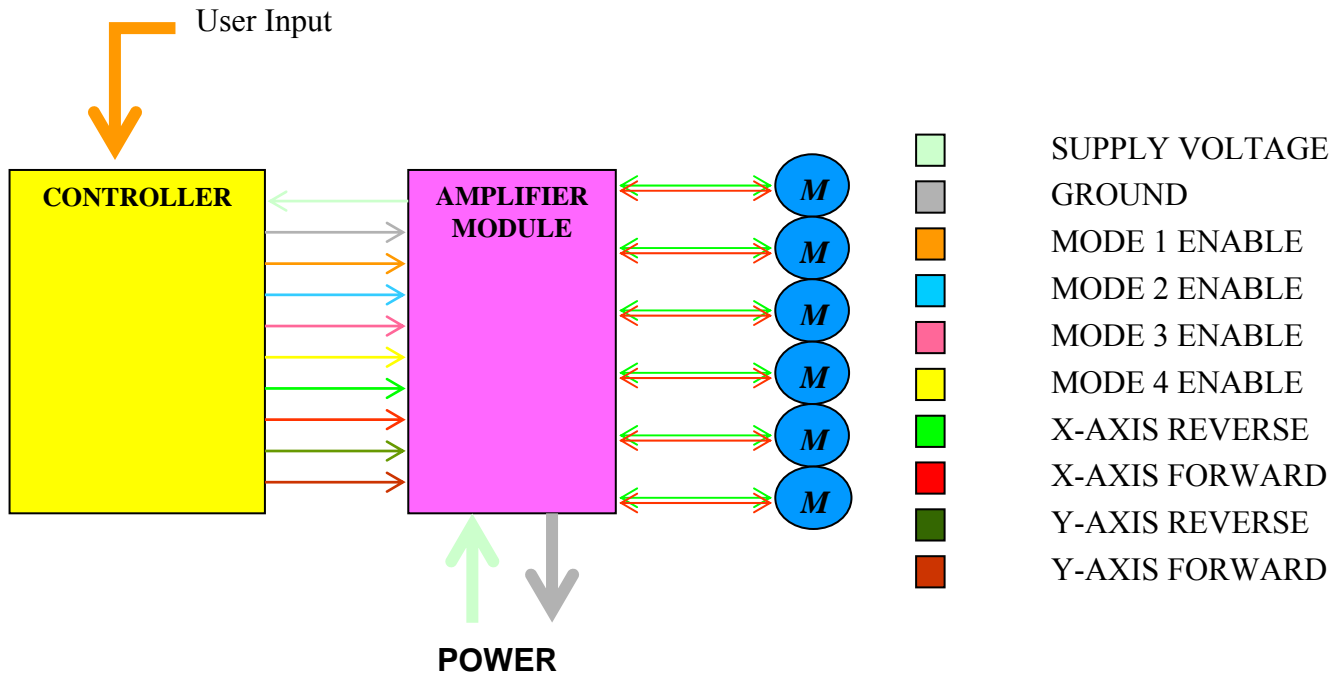 User Input
CONTROLLER
AMPLIFIER
MODULE
M
M
M
M
M
M
SUPPLY VOLTAGE
GROUND
MODE 1 ENABLE
MODE 2 ENABLE
MODE 3 ENABLE
MODE 4 ENABLE
X-AXIS REVERSE
X-AXIS FORWARD
Y-AXIS REVERSE
Y-AXIS FORWARD
POWER